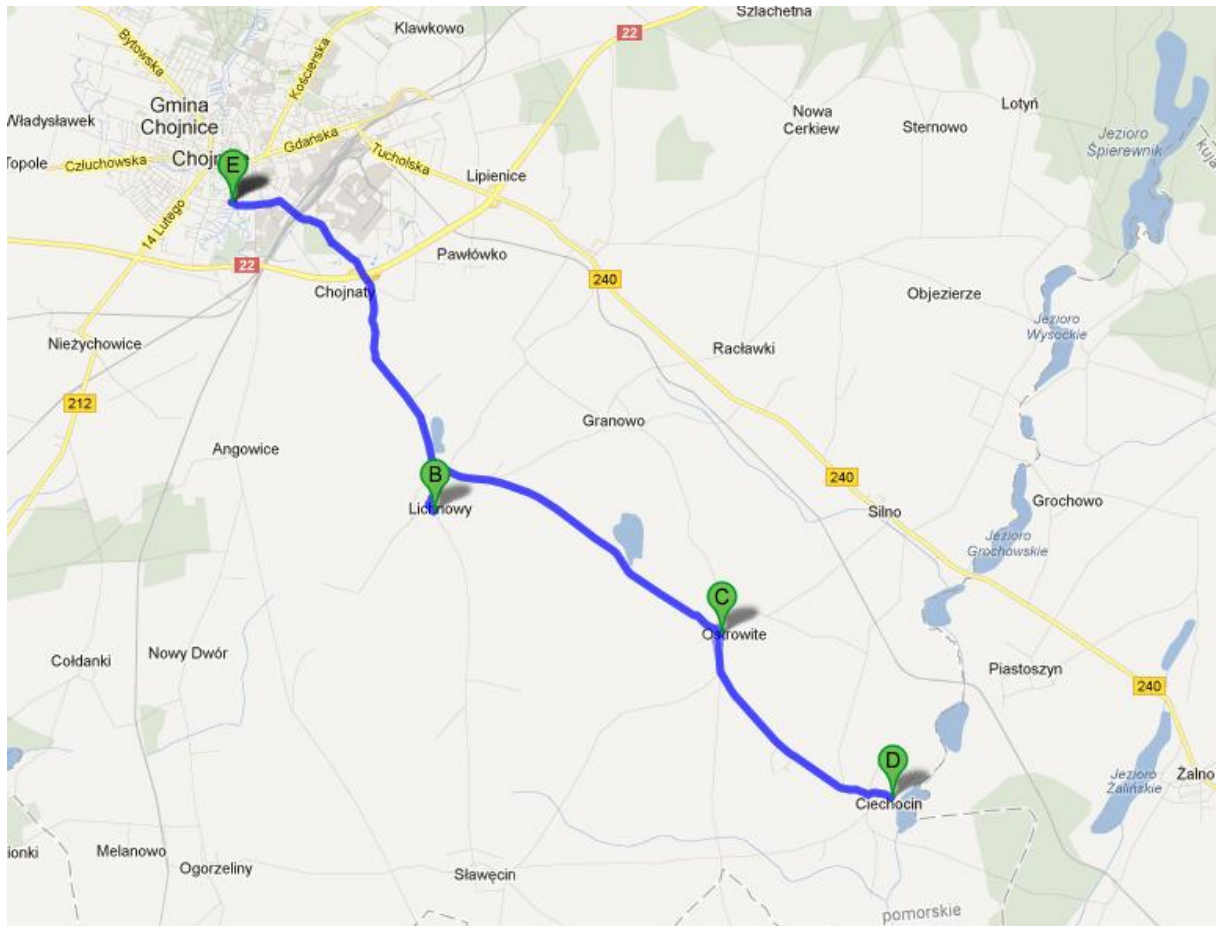 Szlachetna
Klawkowo
22
Bytowska
Kościerska
Gmina
Chojnice
Władysławek
Nowa
Cerkiew
Lotyń
Sternowo
Jezioro
Śpierewnik
Gdańska
Topole
Człuchowska
Tucholska
Lipienice
E
14 Lutego
22
Pawłówko
240
Chojnaty
Objezierze
Jezioro
Wysockie
Nieżychowice
Racławki
212
Granowo
Angowice
B
240
Lichnowy
Silno
Grochowo
Jezioro
Grochowskie
C
Ostrowite
Cołdanki
Nowy Dwór
Piastoszyn
240
D
Jezioro
Żalińskie
Żalno
Ciechocin
ionki
Melanowo
Ogorzeliny
Sławęcin
pomorskie